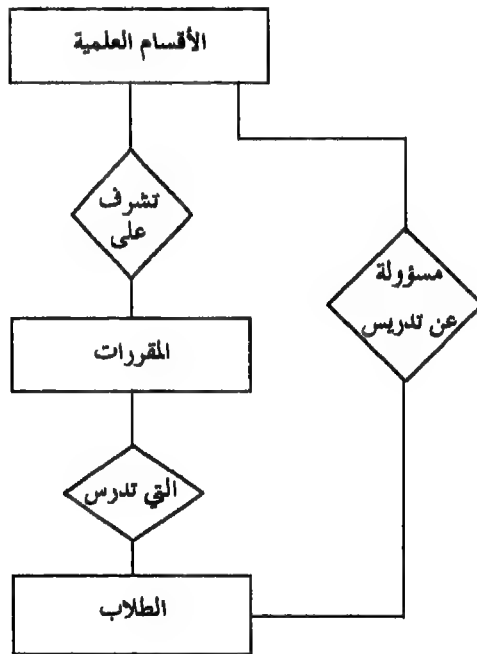 الأقسام العلمية
تشرف
على
مسؤولة
عن تدريس
المقررات
التي تدرس
الطلاب